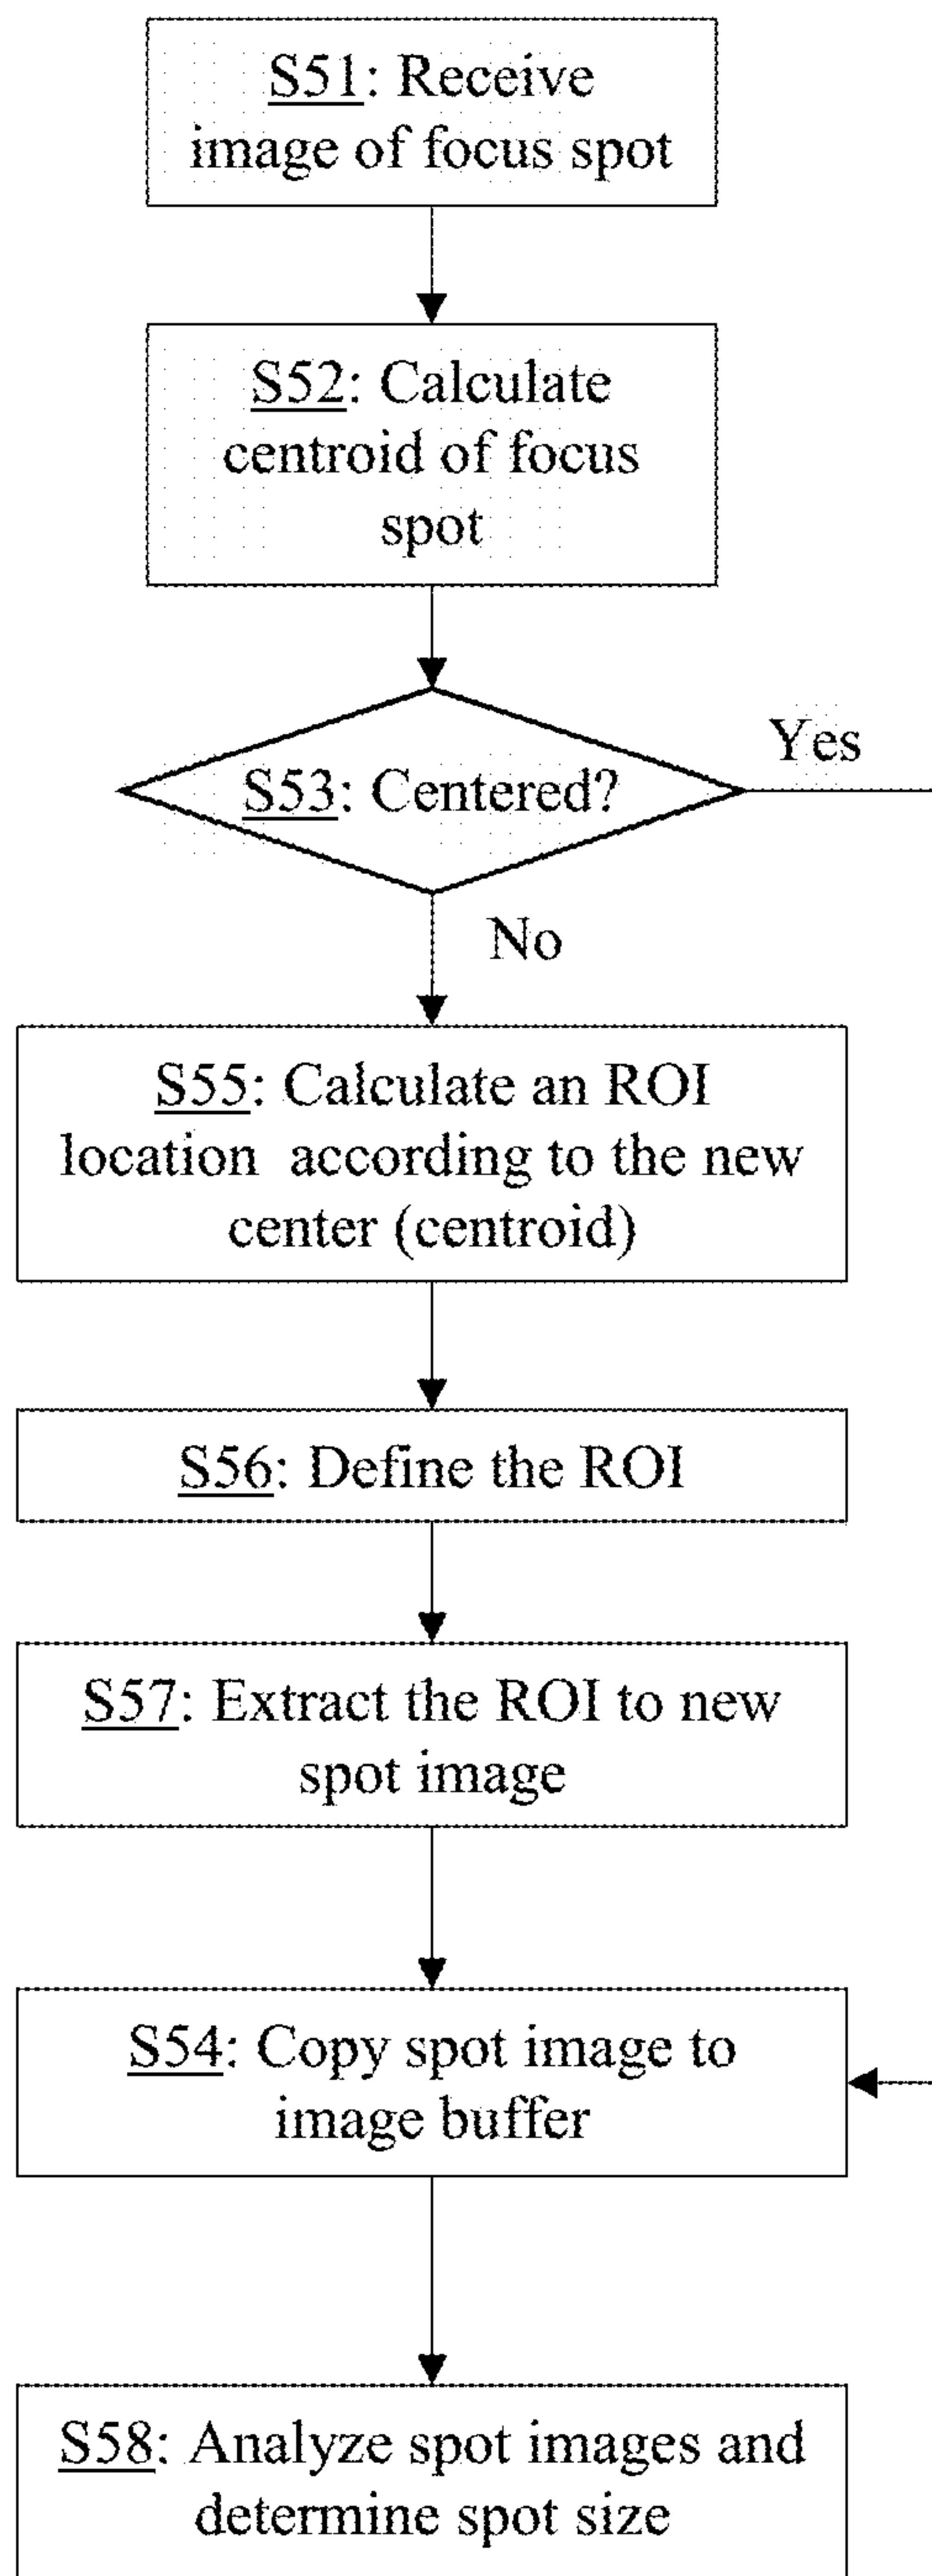 S51: Receive
image of focus spot
S52: Calculate
centroid of focus
spot
S53: Centered?
Yes
No
S55: Calculate an ROI
location according to the new
center (centroid)
S56: Define the ROI
S57: Extract the ROI to new
spot image
S54: Copy spot image to
image buffer
S58: Analyze spot images and
determine spot size